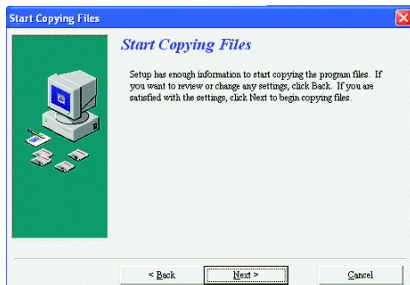 Start Copying Files
Start Copying Files
Setup has enough information to start copying the program files. If
you want to review or change any settings, click Back. If you are
satisfied with the settings, click Next to begin copying files.
< Back
Next >
Cancel